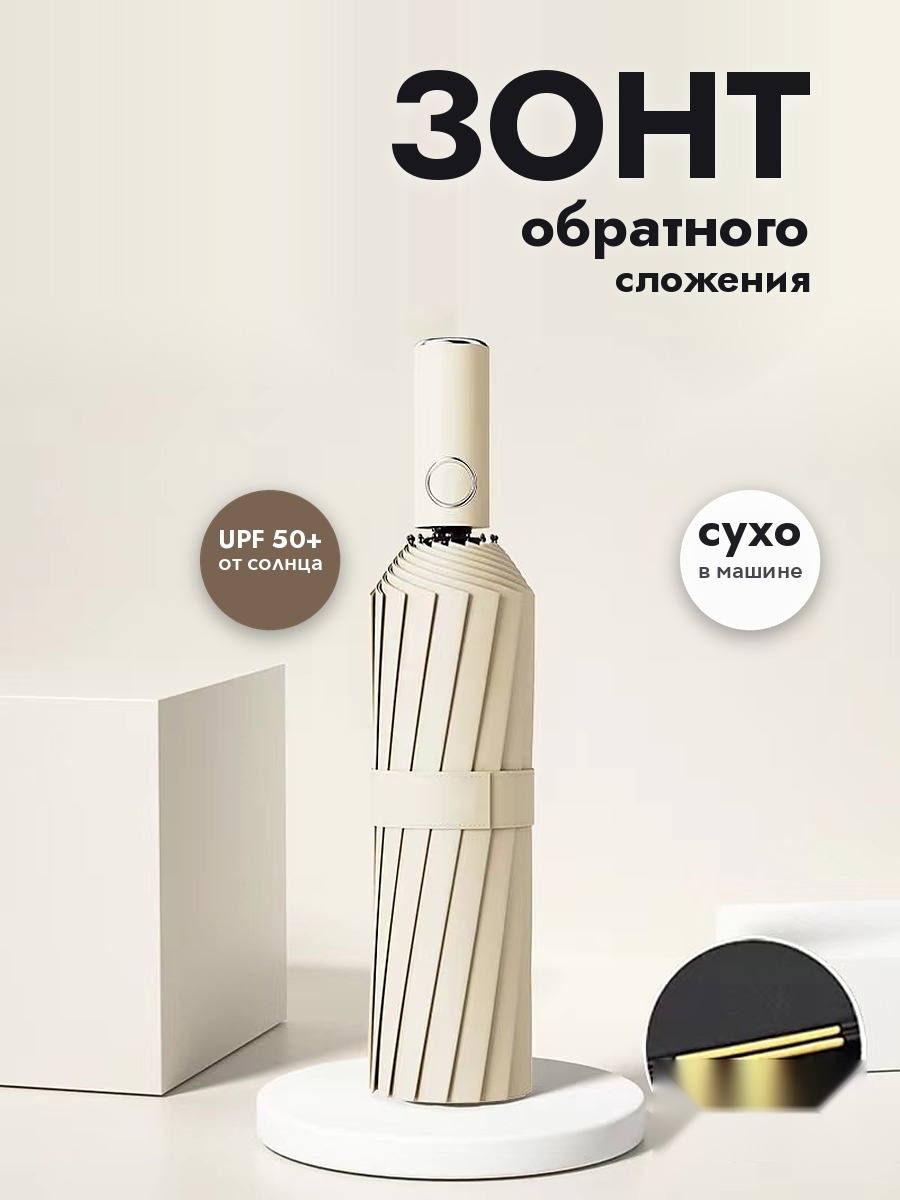 ЗОНТ
обратного
сложения
UPF 50+
от солнца
сухо
в машине